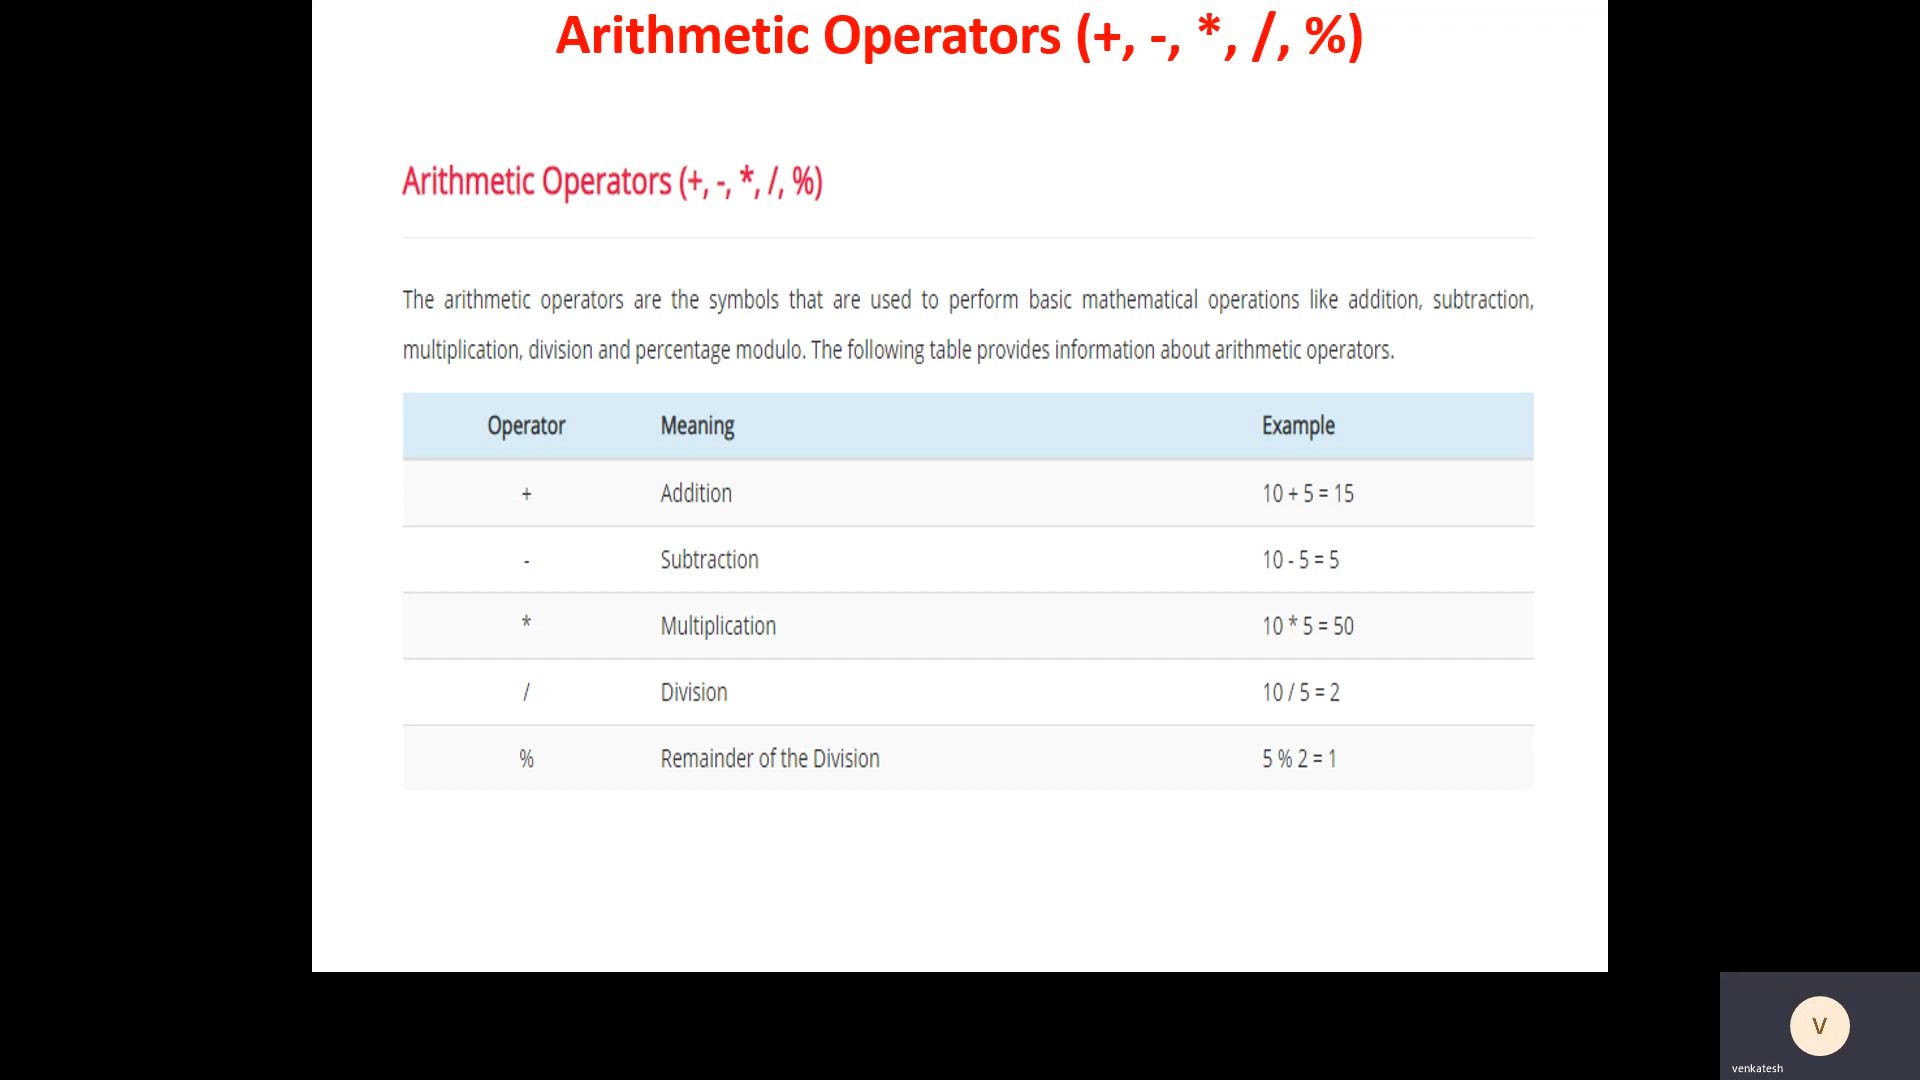 Arithmetic Operators (+, -, *, /, %)
Arithmetic Operators (+, -, *, /, %)
The arithmetic operators are the symbols that are used to perform basic mathematical operations like addition, subtraction,
multiplication, division and percentage modulo. The following table provides information about arithmetic operators.
Operator Meaning Example
+ Addition 10 + 5 = 15
- Subtraction 10 - 5 = 5
* Multiplication 10 * 5 = 50
/ Division 10 / 5 = 2
% Remainder of the Division 5 % 2 = 1
V
venkatesh